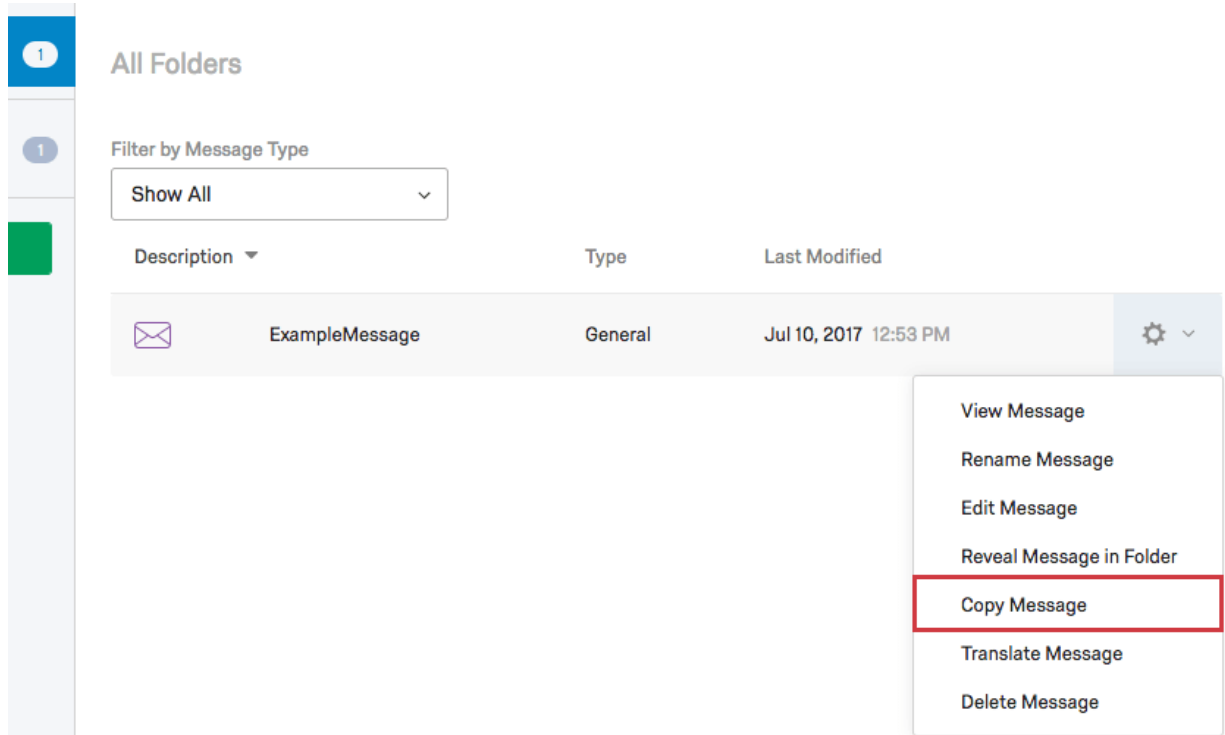 1
All Folders
1
Filter by Message Type
Show All
Description Type Last Modified
ExampleMessage General Jul 10, 2017 12:53 PM
View Message
Rename Message
Edit Message
Reveal Message in Folder
Copy Message
Translate Message
Delete Message